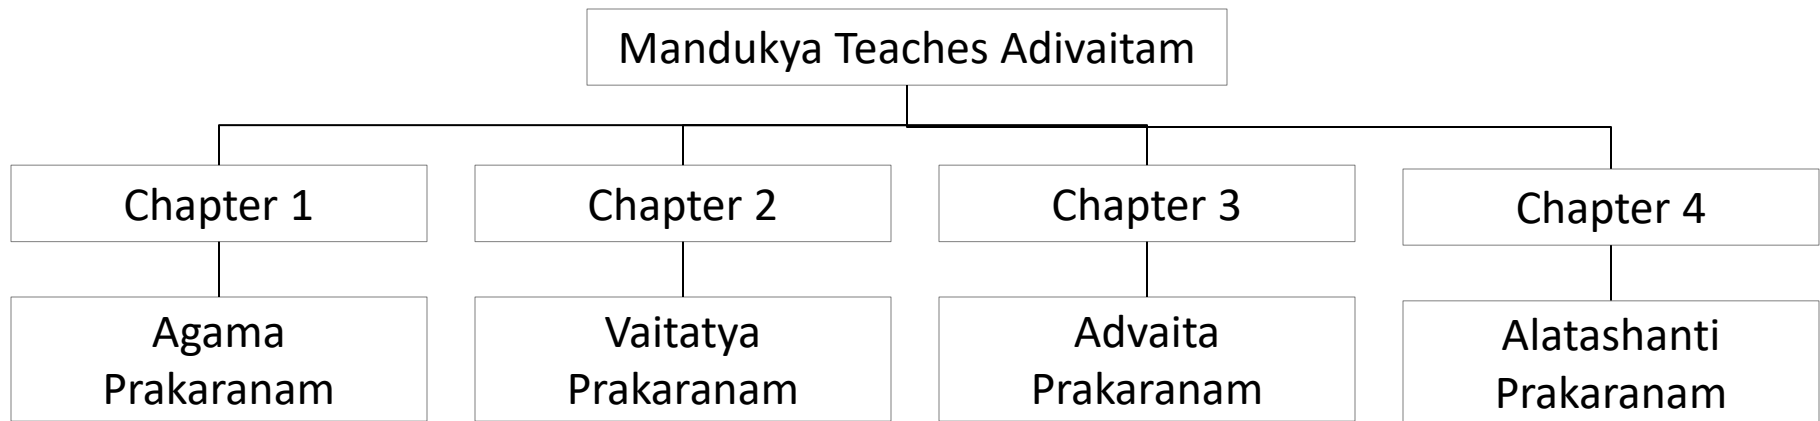 Mandukya Teaches Adivaitam
Chapter 1
Chapter 2
Chapter 3
Chapter 4
Agama
Prakaranam
Vaitatya
Prakaranam
Advaita
Prakaranam
Alatashanti
Prakaranam